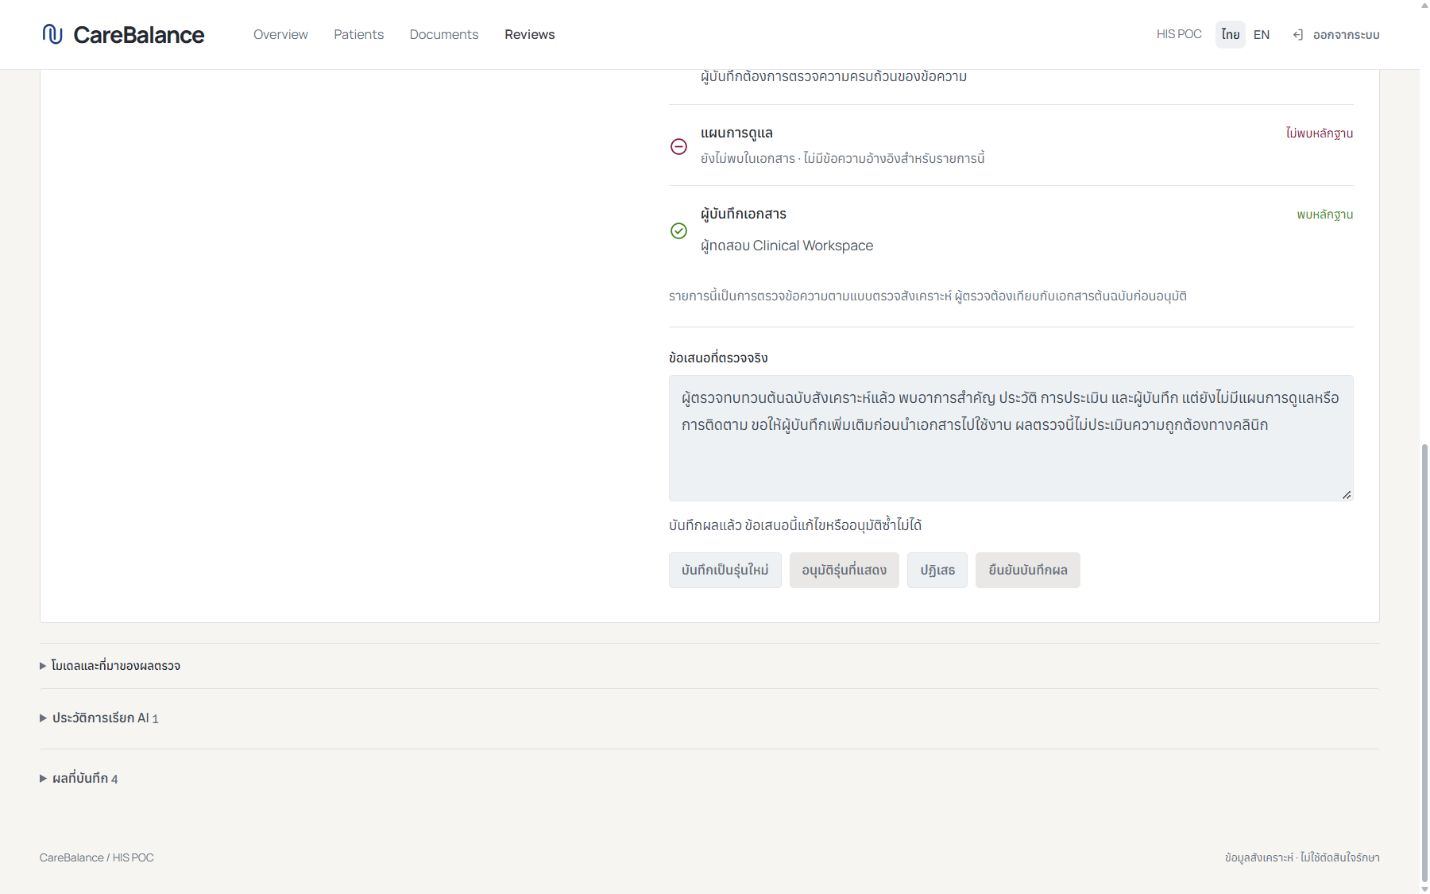 CareBalance
Overview Patients Documents Reviews
HIS POC ไทย EN ออกจากระบบ
ผู้บันทึกต้องการตรวจความครบถ้วนของข้อความ
แผนการดูแล ไม่พบหลักฐาน
ยังไม่พบในเอกสาร · ไม่มีข้อความอ้างอิงสำหรับรายการนี้
ผู้บันทึกเอกสาร พบหลักฐาน
ผู้ทดสอบ Clinical Workspace
รายการนี้เป็นการตรวจข้อความตามแบบตรวจสังเคราะห์ ผู้ตรวจต้องเทียบกับเอกสารต้นฉบับก่อนอนุมัติ
ข้อเสนอที่ตรวจจริง
ผู้ตรวจทบทวนต้นฉบับสังเคราะห์แล้ว พบอาการสำคัญ ประวัติ การประเมิน และผู้บันทึก แต่ยังไม่มีแผนการดูแลหรือ
การติดตาม ขอให้ผู้บันทึกเพิ่มเติมก่อนนำเอกสารไปใช้งาน ผลตรวจนี้ไม่ประเมินความถูกต้องทางคลินิก
บันทึกผลแล้ว ข้อเสนอนี้แก้ไขหรืออนุมัติซ้ำไม่ได้
บันทึกเป็นรุ่นใหม่ อนุมัติรุ่นที่แสดง ปฏิเสธ ยืนยันบันทึกผล
โมเดลและที่มาของผลตรวจ
ประวัติการเรียก AI 1
ผลที่บันทึก 4
CareBalance / HIS POC
ข้อมูลสังเคราะห์ · ไม่ใช้ตัดสินใจรักษา